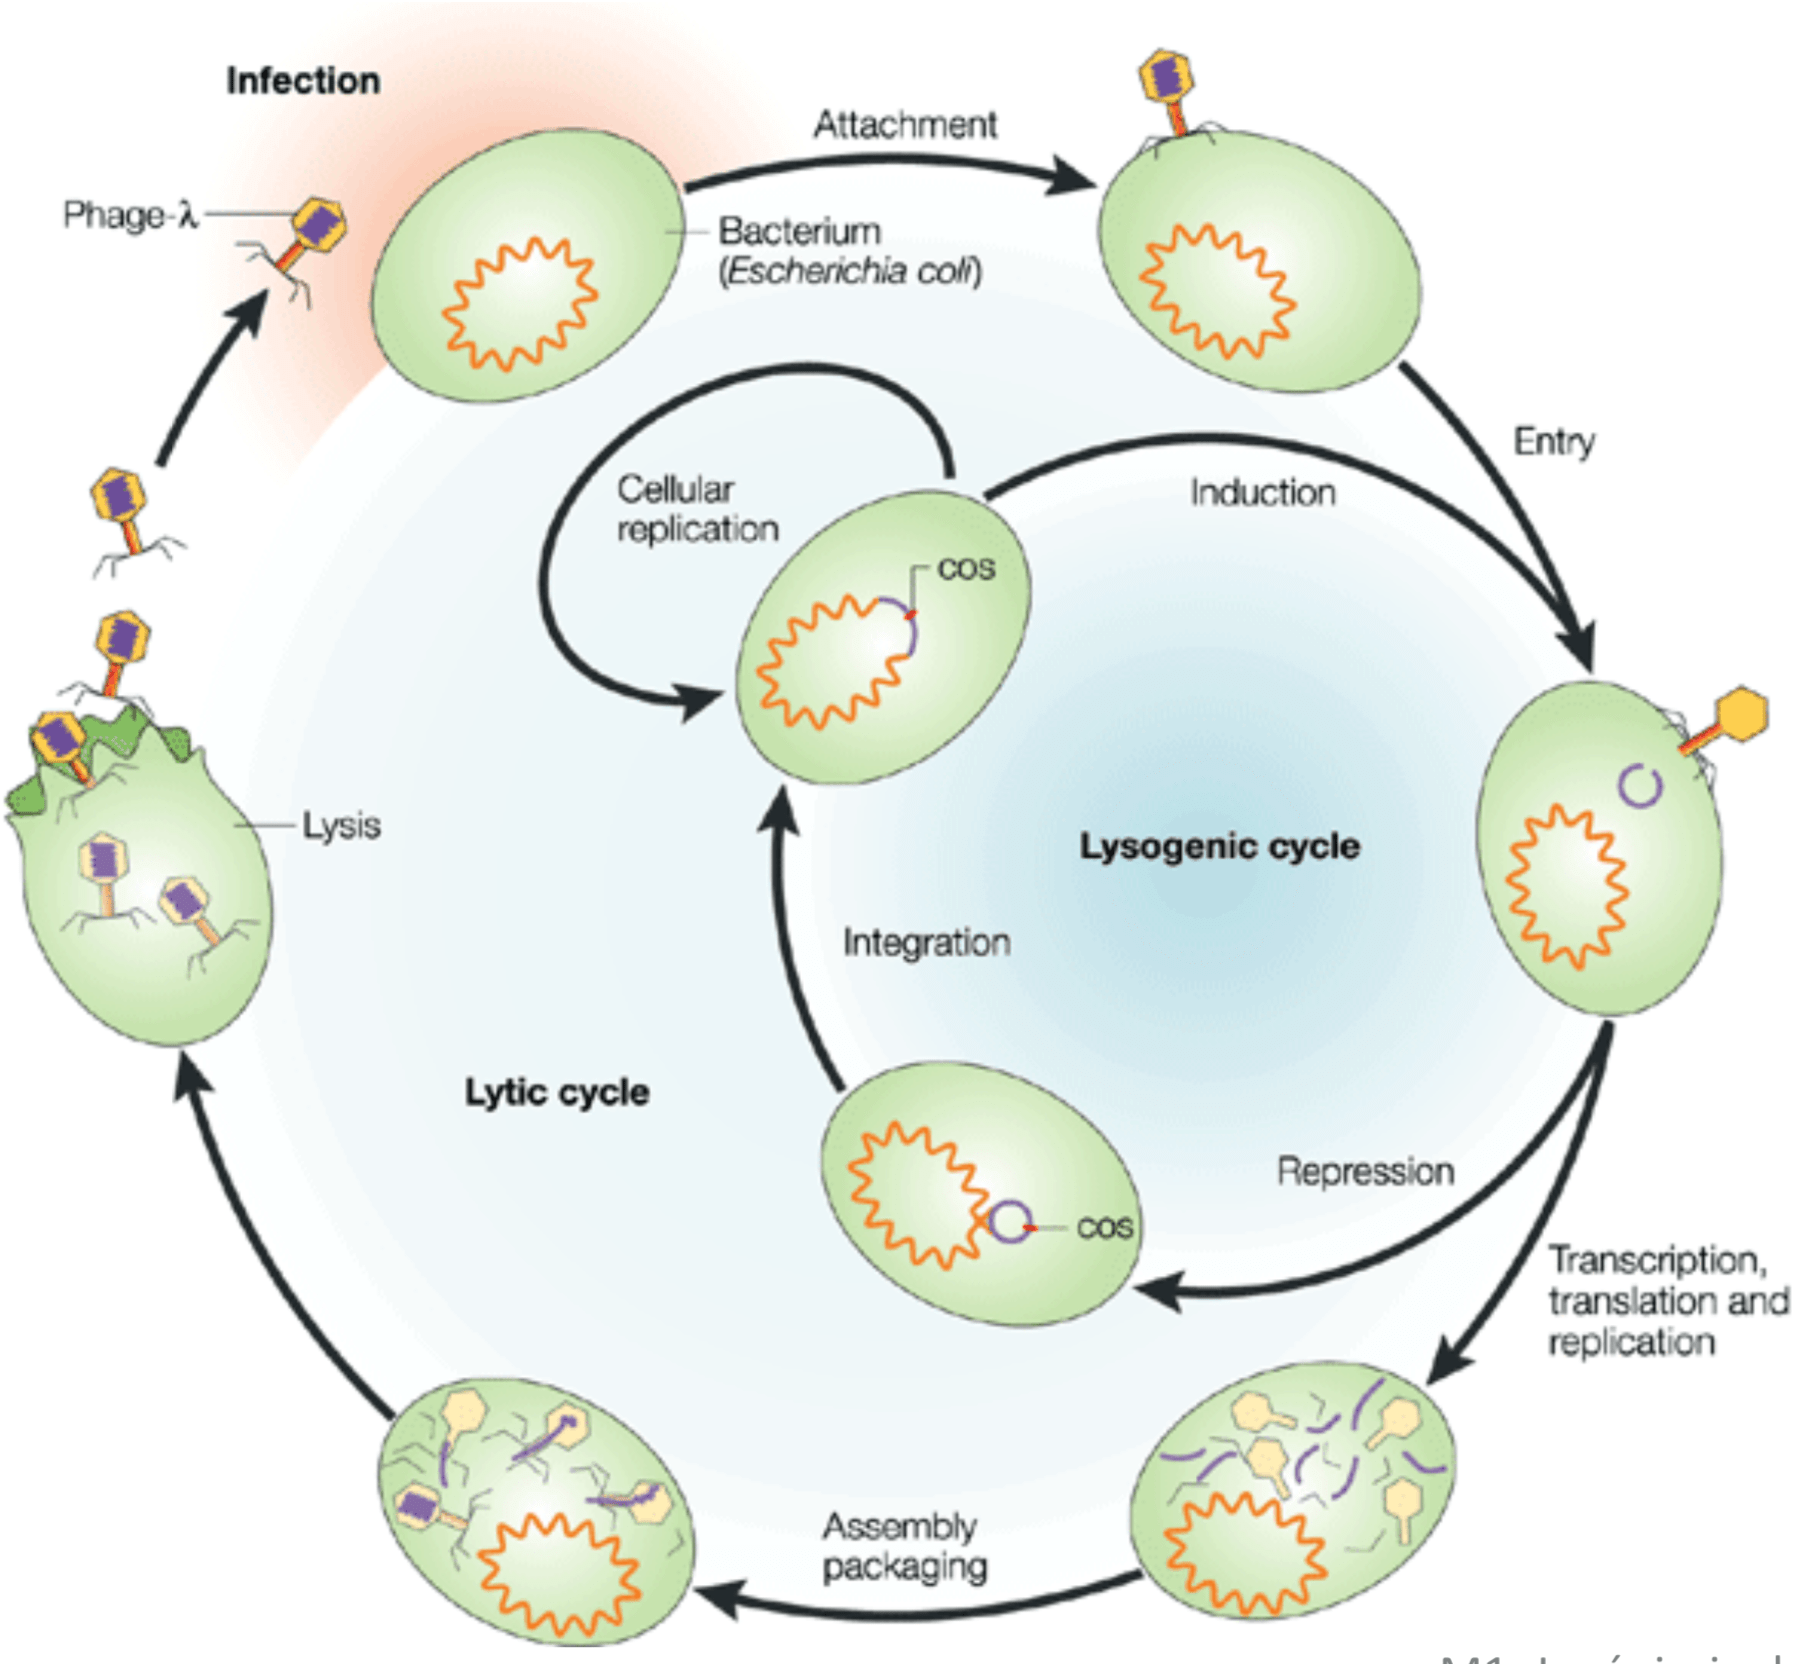 Infection
Attachment
Phage-λ
Bacterium
(Escherichia coli)
Entry
Cellular
replication
Induction
cos
Lysis
Lysogenic cycle
Integration
Lytic cycle
Repression
cos
Transcription,
translation and
replication
Assembly
packaging